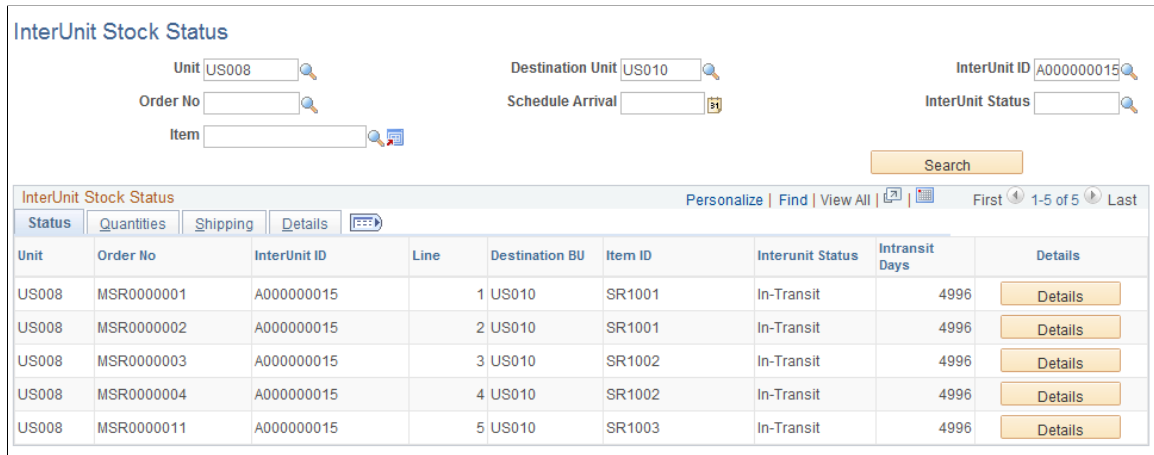 InterUnit Stock Status
Unit US008 Destination Unit US010 InterUnit ID A000000015
Order No Schedule Arrival 31 InterUnit Status
Item
Search
InterUnit Stock Status Personalize | Find | View All | | First 1-5 of 5 Last
Status Quantities Shipping Details
Unit Order No InterUnit ID Line Destination BU Item ID Interunit Status Intransit Days Details
US008 MSR0000001 A000000015 1 US010 SR1001 In-Transit 4996 Details
US008 MSR0000002 A000000015 2 US010 SR1001 In-Transit 4996 Details
US008 MSR0000003 A000000015 3 US010 SR1002 In-Transit 4996 Details
US008 MSR0000004 A000000015 4 US010 SR1002 In-Transit 4996 Details
US008 MSR0000011 A000000015 5 US010 SR1003 In-Transit 4996 Details